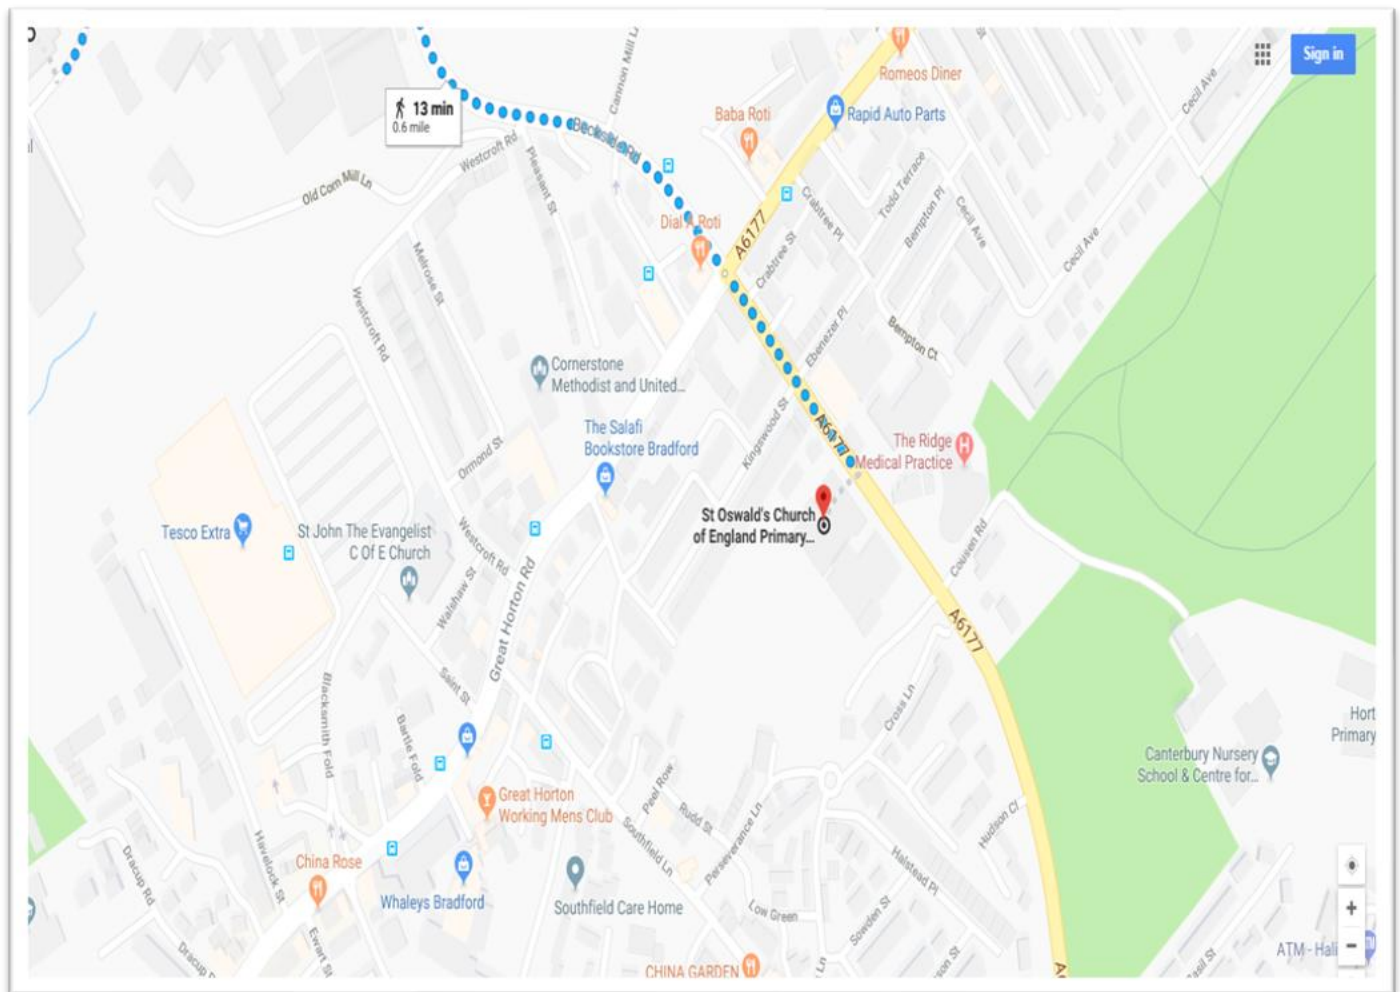 Sign in
Romeos Diner
Rapid Auto Parts
Baba Roti
Cannon Mill L
Cecil Ave
13 min
0.6 mile
Beckside Rd
Westcroft Rd
Pleasant St
Old Corn Mill Ln
Todd Terrace
Crabtree Pl
Bempton Pl
Cecil Ave
Dial A Roti
A6177
Crabtree St
Cecil Ave
Melrose St
Westcroft Rd
Ebenezer Pl
Bempton Ct
Cornerstone
Methodist and United...
The Salafi
Bookstore Bradford
Kingswood St
A6177
The Ridge
Medical Practice
Ormond St
St Oswald's Church
of England Primary...
Tesco Extra
St John The Evangelist
C Of E Church
Westcroft Rd
Cousen Rd
Walshaw St
Great Horton Rd
A6177
Saint St
Cross Ln
Blacksmith Fold
Bartle Fold
Hort
Primary
Canterbury Nursery
School & Centre for...
Peel Row
Great Horton
Working Mens Club
Rudd St
Perseverance Ln
Hudson Cl
Southfield Ln
Havelock St
Dracup Rd
China Rose
Halstead Pl
Whaleys Bradford
Southfield Care Home
Low Green
Sowden St
Ewart St
Dracup
CHINA GARDEN
Ln
son St
asil St
ATM - Hali